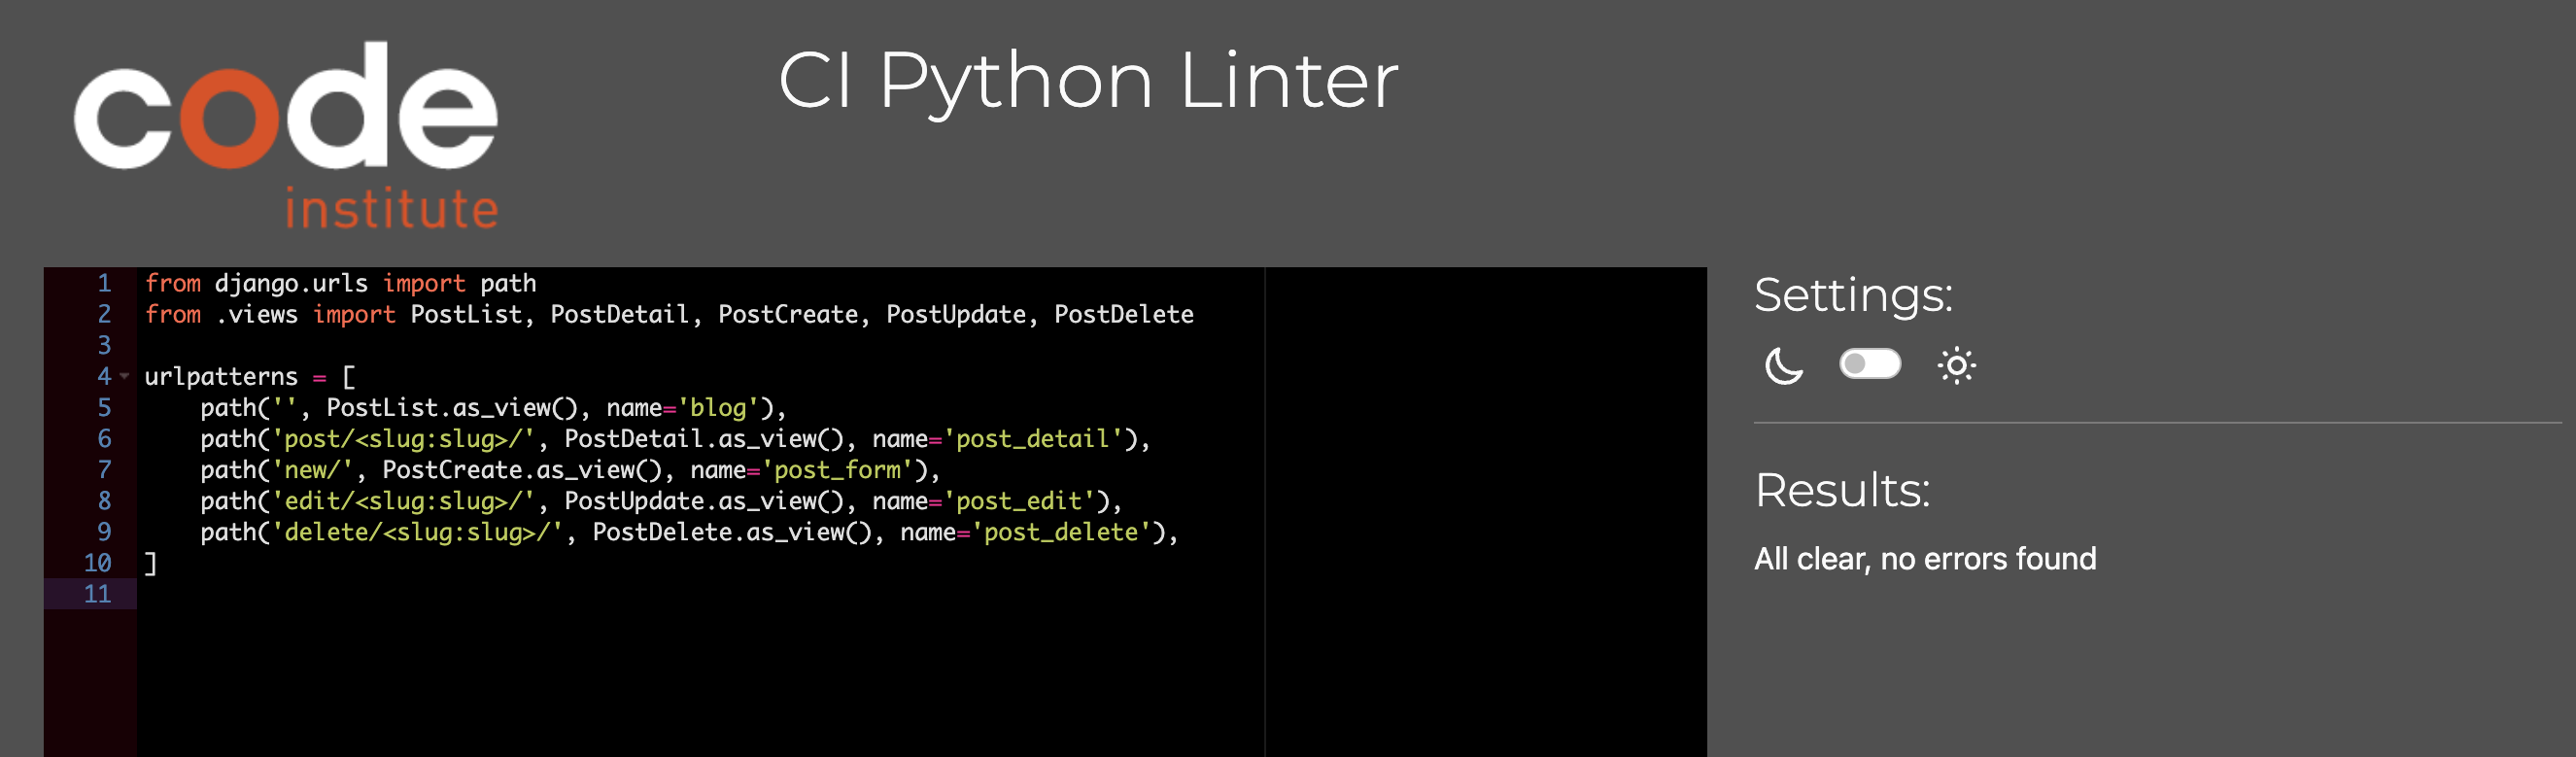 code
institute
CI Python Linter
1 from django.urls import path
2 from .views import PostList, PostDetail, PostCreate, PostUpdate, PostDelete
3
4 urlpatterns = [
5     path('', PostList.as_view(), name='blog'),
6     path('post/<slug:slug>/', PostDetail.as_view(), name='post_detail'),
7     path('new/', PostCreate.as_view(), name='post_form'),
8     path('edit/<slug:slug>/', PostUpdate.as_view(), name='post_edit'),
9     path('delete/<slug:slug>/', PostDelete.as_view(), name='post_delete'),
10 ]
11
Settings:
Results:
All clear, no errors found